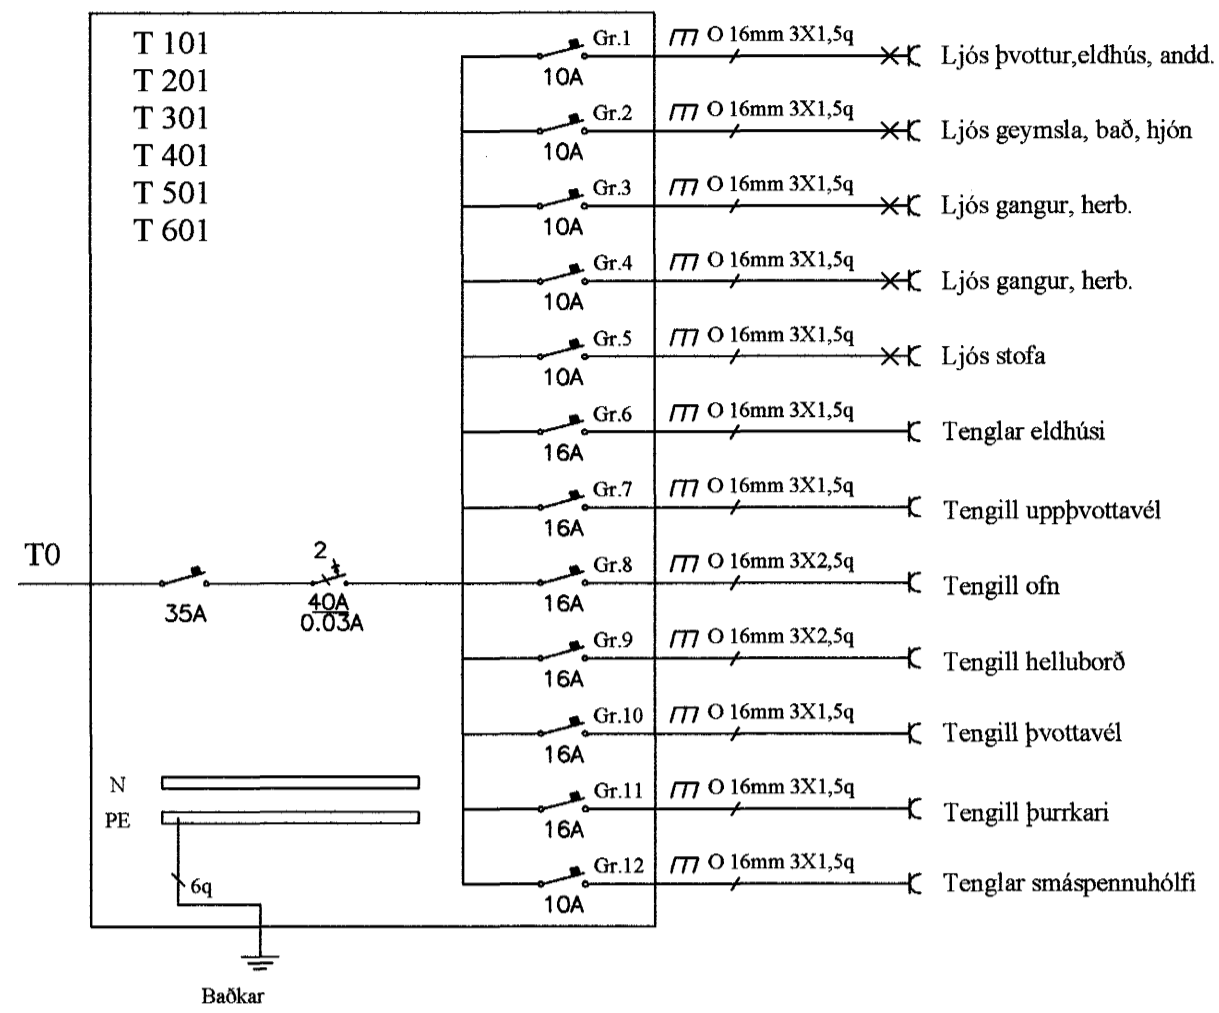 T 101
T 201
T 301
T 401
T 501
T 601
Gr.1 O 16mm 3X1,5q Ljós þvottur,eldhús, andd.
10A
Gr.2 O 16mm 3X1,5q Ljós geymsla, bað, hjón
10A
Gr.3 O 16mm 3X1,5q Ljós gangur, herb.
10A
Gr.4 O 16mm 3X1,5q Ljós gangur, herb.
10A
Gr.5 O 16mm 3X1,5q Ljós stofa
10A
Gr.6 O 16mm 3X1,5q Tenglar eldhúsi
16A
Gr.7 O 16mm 3X1,5q Tengill uppþvottavél
16A
T0
35A
2
40A
0.03A
Gr.8 O 16mm 3X2,5q Tengill ofn
16A
Gr.9 O 16mm 3X2,5q Tengill helluborð
16A
Gr.10 O 16mm 3X1,5q Tengill þvottavél
16A
Gr.11 O 16mm 3X1,5q Tengill þurrkari
16A
Gr.12 O 16mm 3X1,5q Tenglar smáspennuhólfi
10A
N
PE
6q
Baðkar